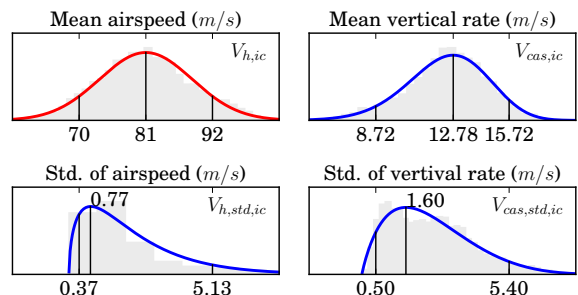 Mean airspeed (m/s)
Mean vertical rate (m/s)
V_{h,ic}
V_{cas,ic}
70 81 92
8.72 12.78 15.72
Std. of airspeed (m/s)
Std. of vertival rate (m/s)
0.77 V_{h,std,ic}
1.60 V_{cas,std,ic}
0.37 5.13
0.50 5.40